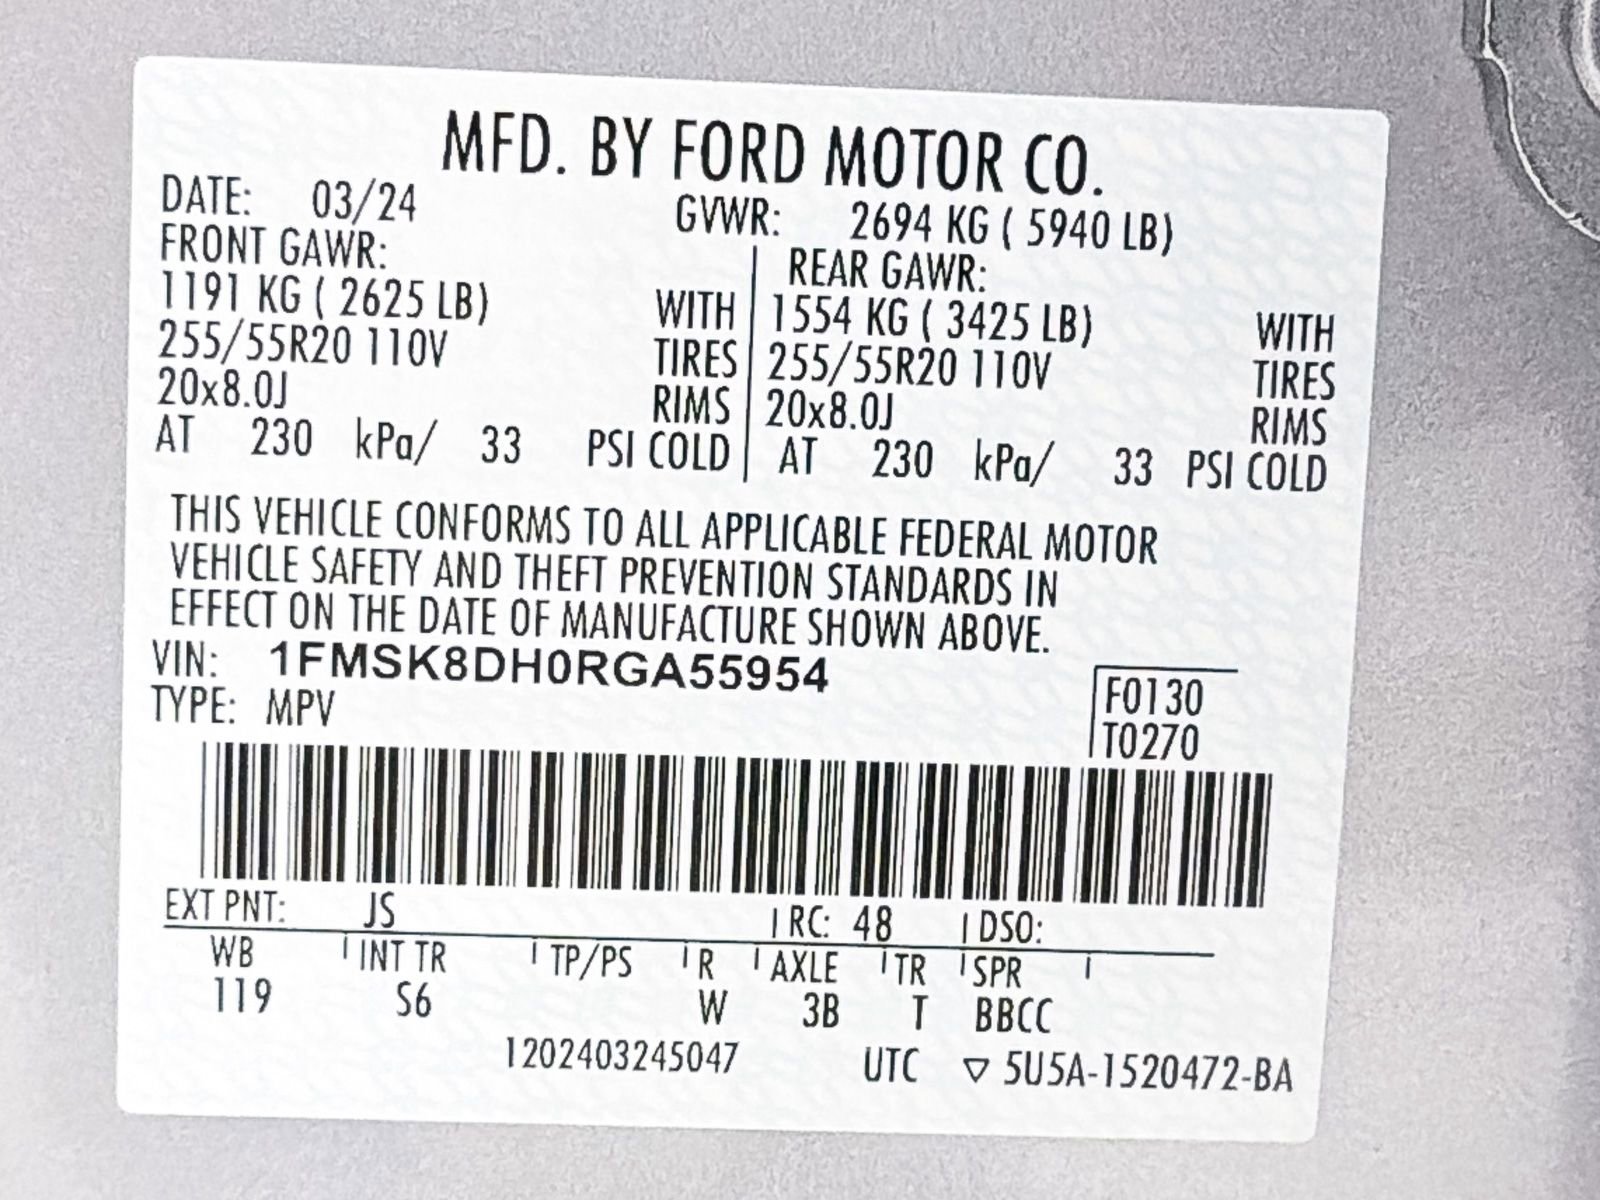 MFD. BY FORD MOTOR CO.
DATE: 03/24 GVWR: 2694 KG ( 5940 LB)
FRONT GAWR: REAR GAWR:
1191 KG ( 2625 LB) WITH 1554 KG ( 3425 LB) WITH
255/55R20 110V TIRES 255/55R20 110V TIRES
20x8.0J RIMS 20x8.0J RIMS
AT 230 kPa/ 33 PSI COLD AT 230 kPa/ 33 PSI COLD
THIS VEHICLE CONFORMS TO ALL APPLICABLE FEDERAL MOTOR
VEHICLE SAFETY AND THEFT PREVENTION STANDARDS IN
EFFECT ON THE DATE OF MANUFACTURE SHOWN ABOVE.
VIN: 1FMSK8DH0RGA55954
TYPE: MPV
F0130
T0270
EXT PNT: JS RC: 48 DSO:
WB INT TR TP/PS R AXLE TR SPR
119 S6 W 3B T BBCC
1202403245047 UTC ▽ 5U5A-1520472-BA